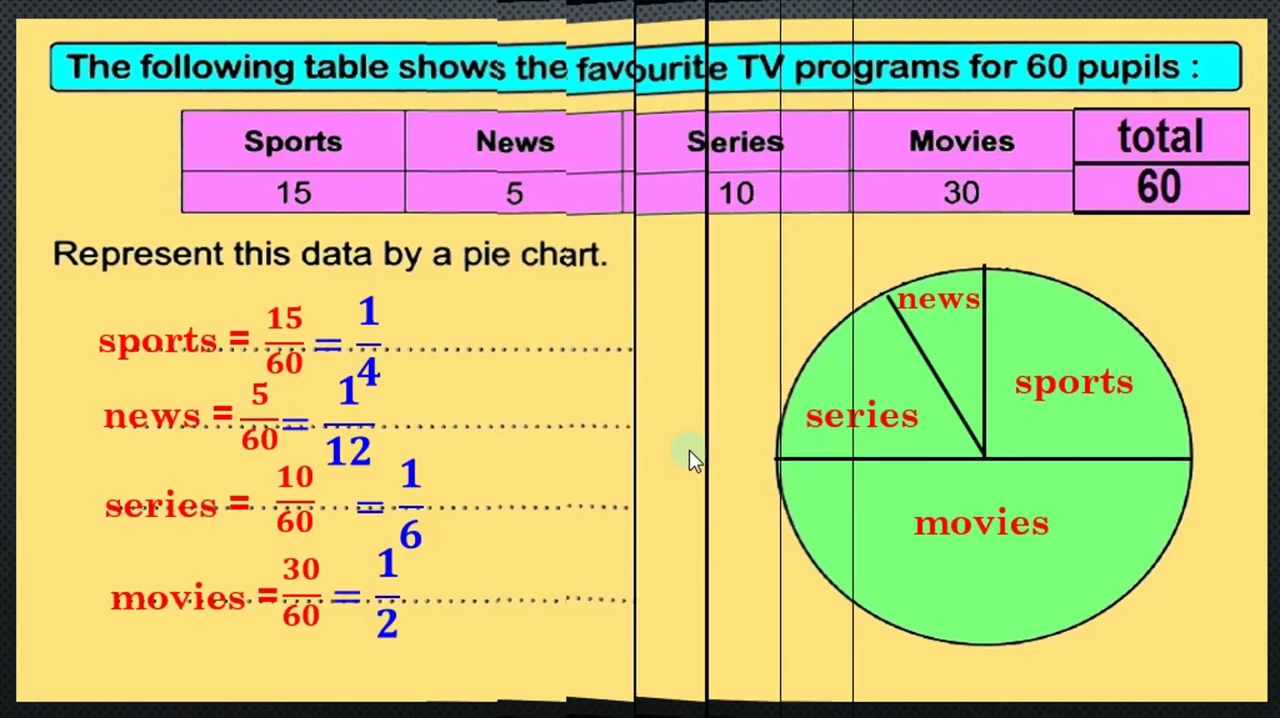 The following table shows the favourite TV programs for 60 pupils :
Sports News Series Movies total
15 5 10 30 60
Represent this data by a pie chart.
sports = 15/60 = 1/4
news = 5/60 = 1/12
series = 10/60 = 1/6
movies = 30/60 = 1/2
news
sports
series
movies